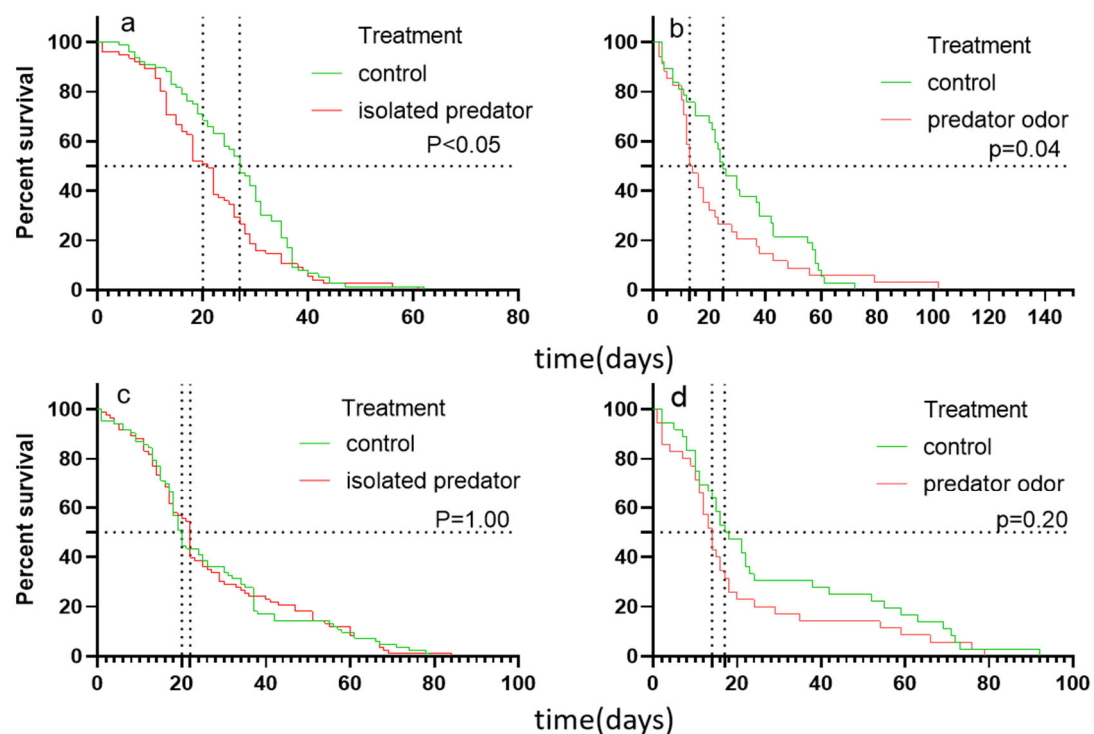 a
Treatment
control
isolated predator
P<0.05
Percent survival
100
80
60
40
20
0
0 20 40 60 80
b
Treatment
control
predator odor
p=0.04
100
80
60
40
20
0
0 20 40 60 80 100 120 140
time(days)
c
Treatment
control
isolated predator
P=1.00
Percent survival
100
80
60
40
20
0
0 20 40 60 80 100
d
Treatment
control
predator odor
p=0.20
100
80
60
40
20
0
0 20 40 60 80 100
time(days)